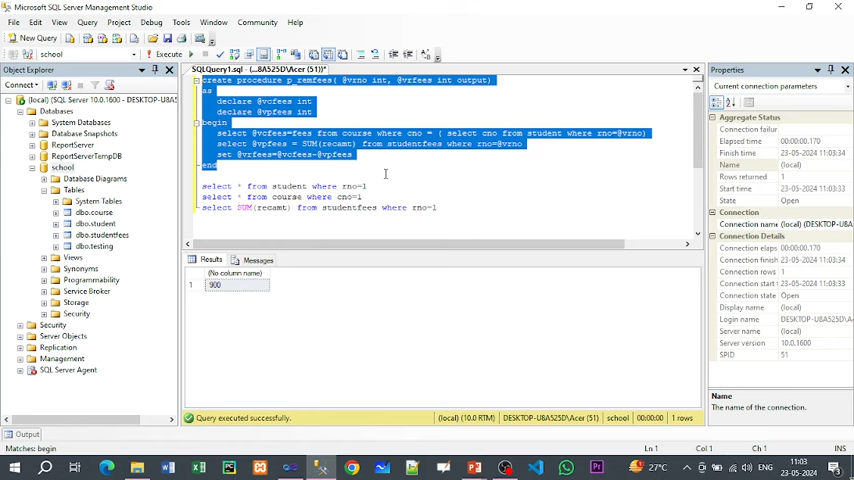 Microsoft SQL Server Management Studio
File Edit View Query Project Debug Tools Window Community Help
New Query
school Execute
Object Explorer
Connect
(local) (SQL Server 10.0.1600 - DESKTOP-U8A525D\Acer
Databases
System Databases
Database Snapshots
ReportServer
ReportServerTempDB
school
Database Diagrams
Tables
System Tables
dbo.course
dbo.student
dbo.studentfees
dbo.testing
Views
Synonyms
Programmability
Service Broker
Storage
Security
Security
Server Objects
Replication
Management
SQL Server Agent
SQLQuery1.sql - (...8A525D\Acer (51))*
create procedure p_remfees( @vrno int, @vrfees int output)
as
declare @vcfees int
declare @vpfees int
begin
select @vcfees=fees from course where cno = ( select cno from student where rno=@vrno)
select @vpfees = SUM(recamt) from studentfees where rno=@vrno
set @vrfees=@vcfees-@vpfees
end
select * from student where rno=1
select * from course where cno=1
select SUM(recamt) from studentfees where rno=1
Results Messages
(No column name)
1 900
Query executed successfully. (local) (10.0 RTM) DESKTOP-U8A525D\Acer (51) school 00:00:00 1 rows
Properties
Current connection parameters
Aggregate Status
Connection failur
Elapsed time 00:00:00.170
Finish time 23-05-2024 11:03:34
Name (local)
Rows returned 1
Start time 23-05-2024 11:03:33
State Open
Connection
Connection name (local) (DESKTOP-U8A
Connection Details
Connection elaps 00:00:00.170
Connection finish 23-05-2024 11:03:34
Connection rows 1
Connection start t 23-05-2024 11:03:33
Connection state Open
Display name (local)
Login name DESKTOP-U8A525D\
Server name (local)
Server version 10.0.1600
SPID 51
Name
The name of the connection.
Output
Matches: begin Ln 1 Col 1 Ch 1 INS
27°C ENG 11:03
23-05-2024 3